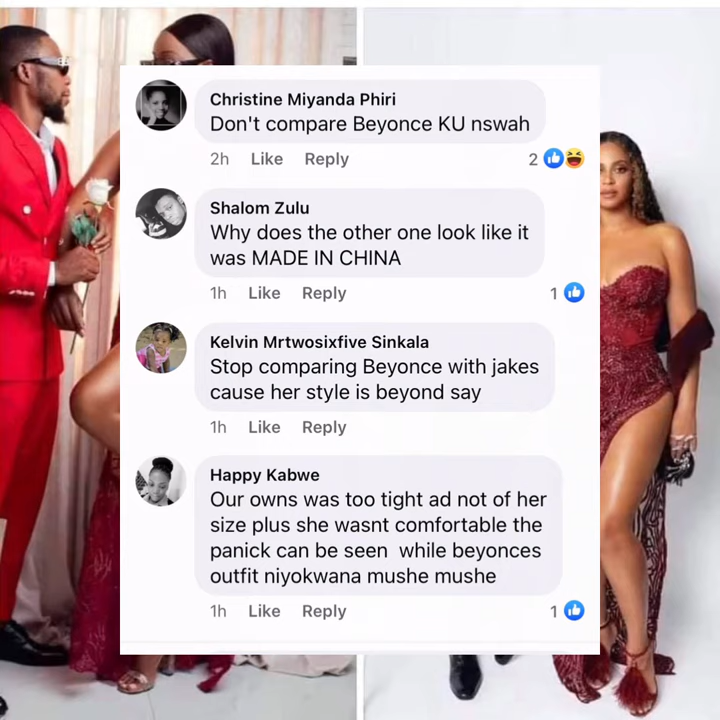 Christine Miyanda Phiri
Don't compare Beyonce KU nswah
2h Like Reply 2
Shalom Zulu
Why does the other one look like it
was MADE IN CHINA
1h Like Reply 1
Kelvin Mrtwosixfive Sinkala
Stop comparing Beyonce with jakes
cause her style is beyond say
1h Like Reply
Happy Kabwe
Our owns was too tight ad not of her
size plus she wasnt comfortable the
panick can be seen while beyonces
outfit niyokwana mushe mushe
1h Like Reply 1